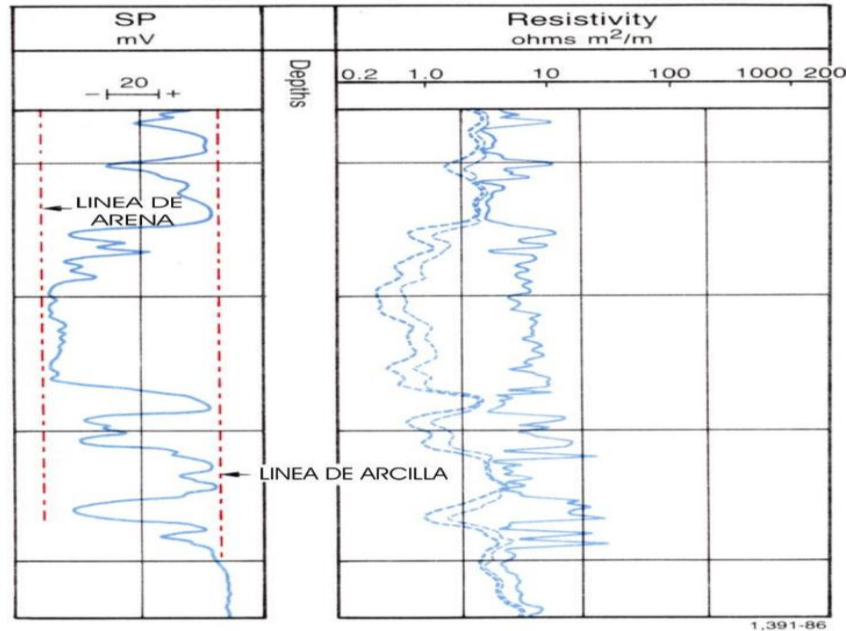 SP
mV
20
- +
Depths
Resistivity
ohms m²/m
0.2 1.0 10 100 1000 200
LINEA DE
ARENA
LINEA DE ARCILLA
1,391-86